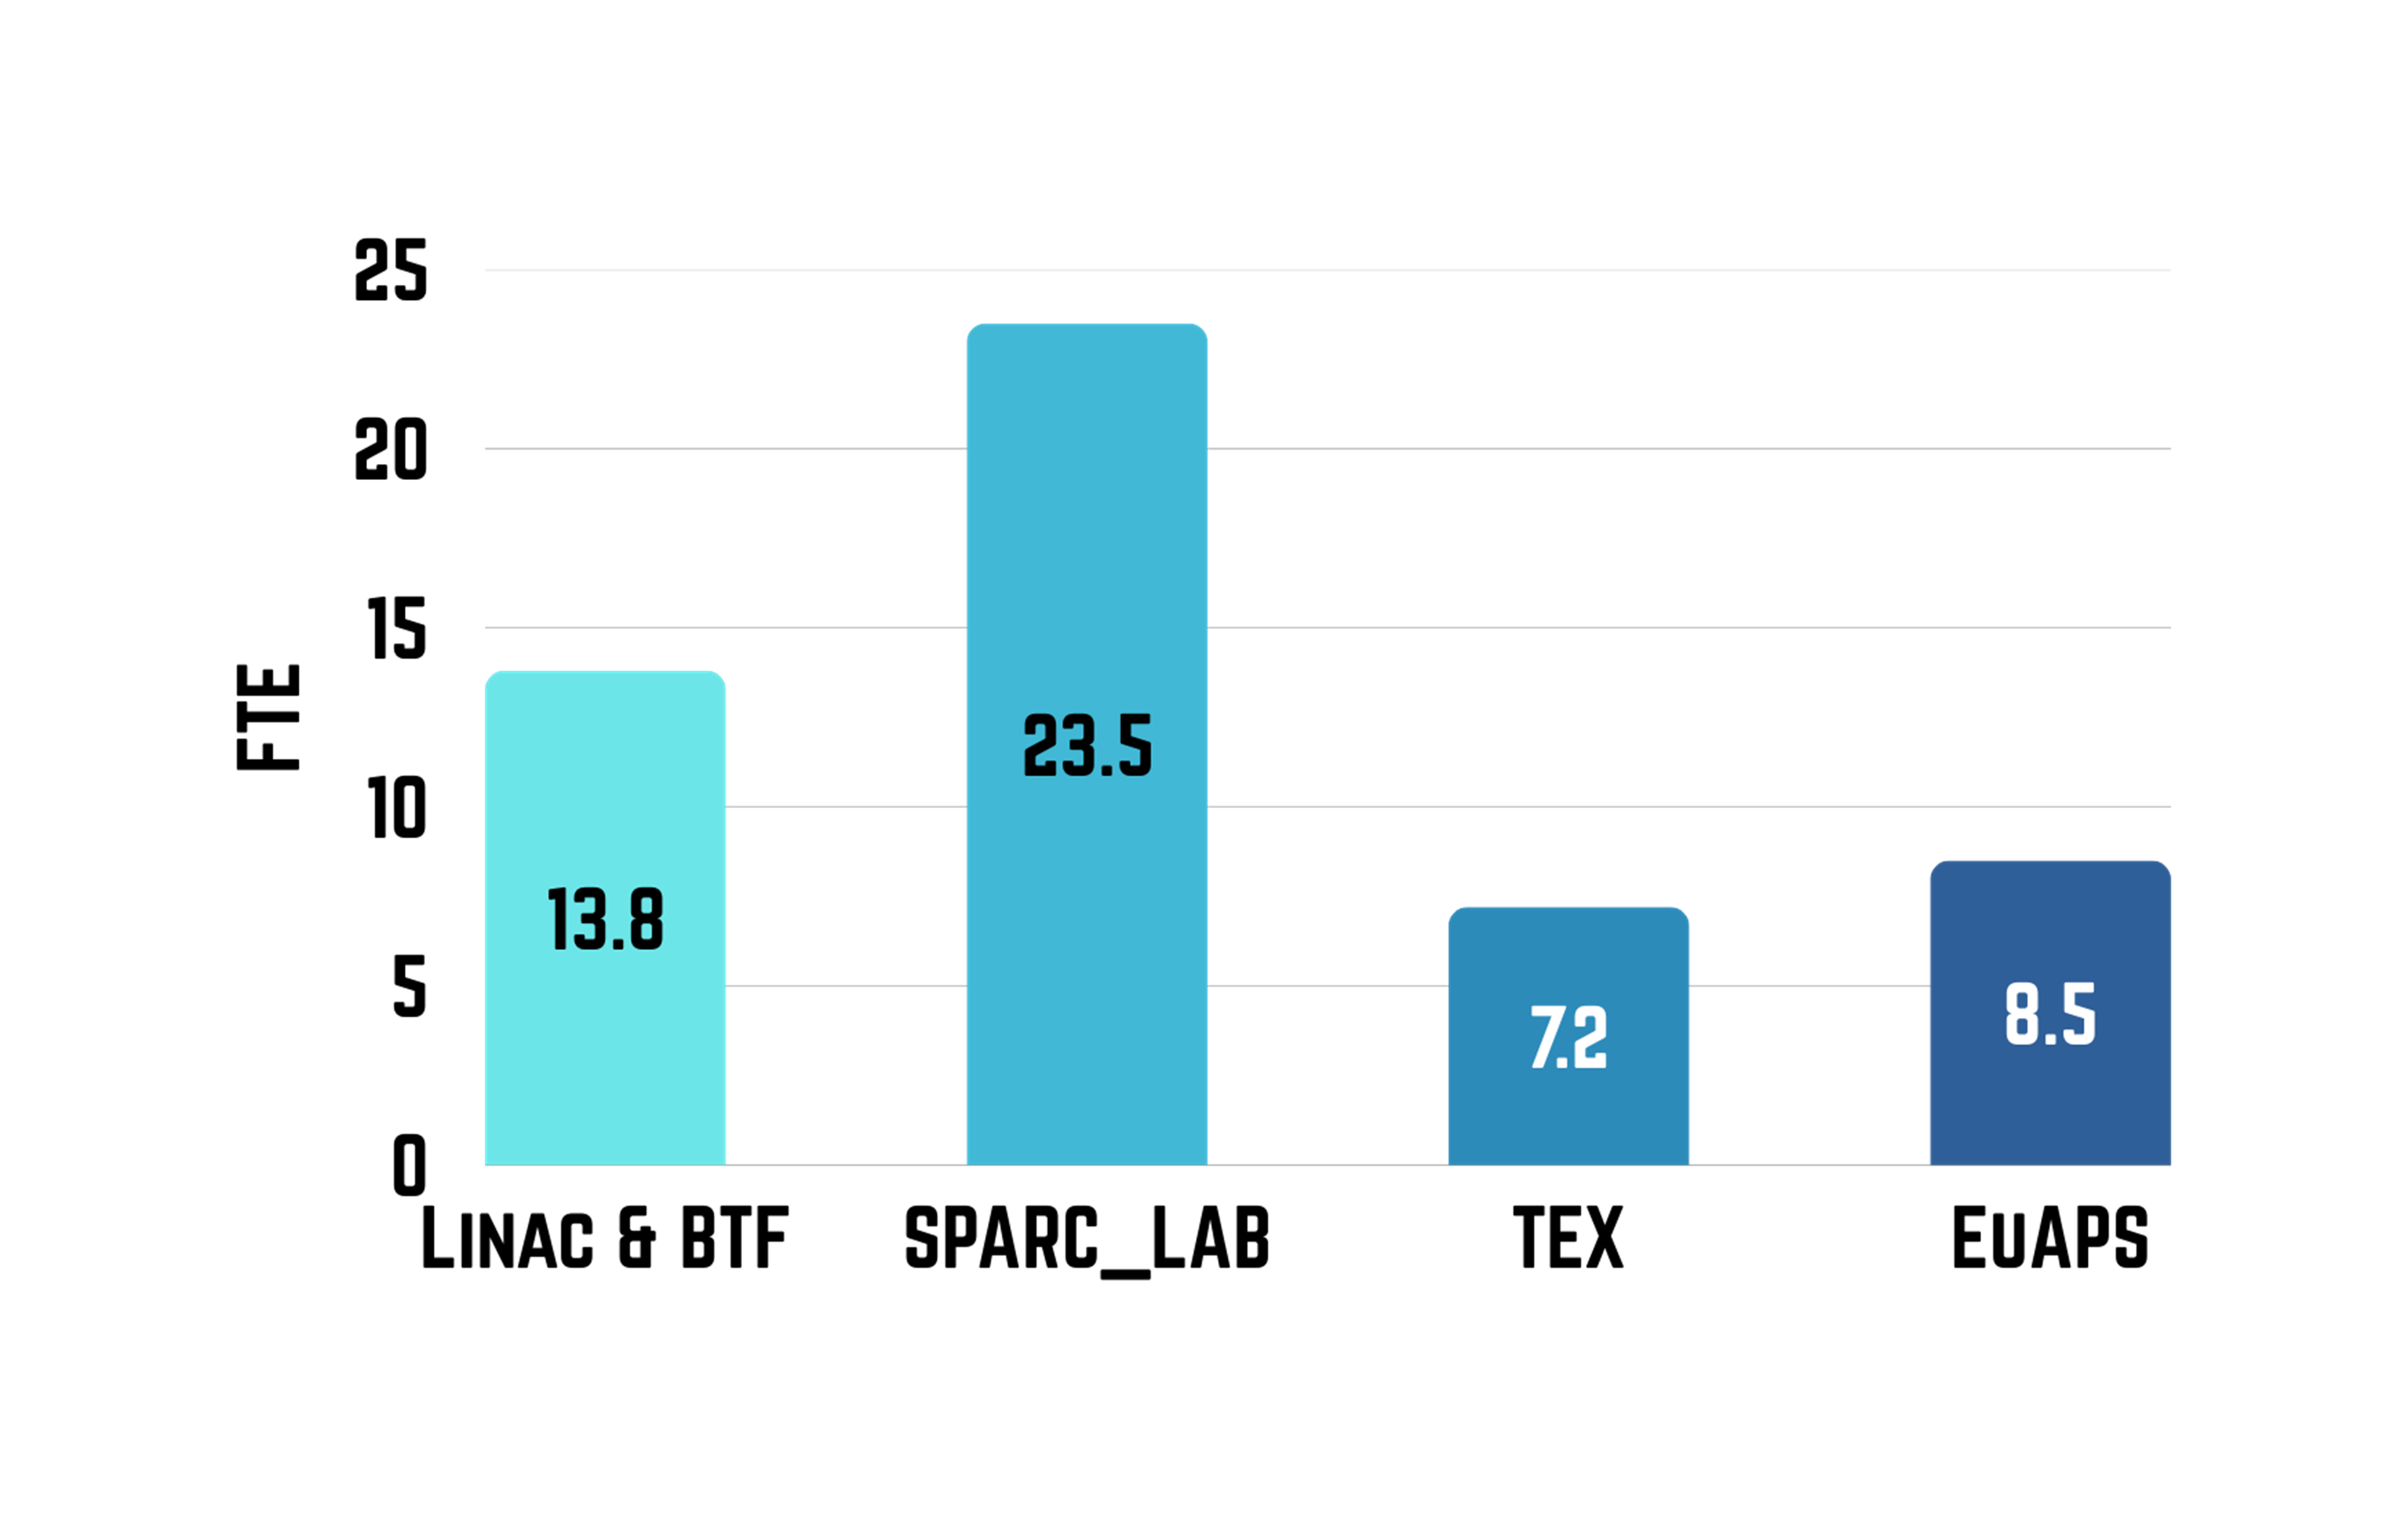 25
20
15
10
5
0
FTE
13.8
23.5
7.2
8.5
Linac & BTF
SPARC_LAB
TEX
EuAPS